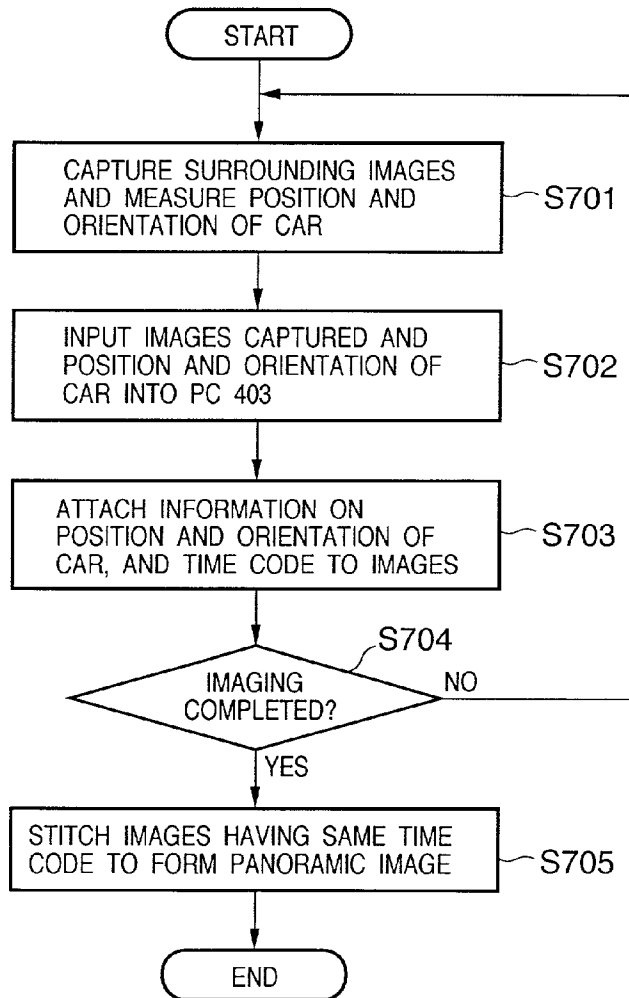 START
CAPTURE SURROUNDING IMAGES
AND MEASURE POSITION AND
ORIENTATION OF CAR
S701
INPUT IMAGES CAPTURED AND
POSITION AND ORIENTATION OF
CAR INTO PC 403
S702
ATTACH INFORMATION ON
POSITION AND ORIENTATION OF
CAR, AND TIME CODE TO IMAGES
S703
S704
IMAGING
COMPLETED?
NO
YES
STITCH IMAGES HAVING SAME TIME
CODE TO FORM PANORAMIC IMAGE
S705
END